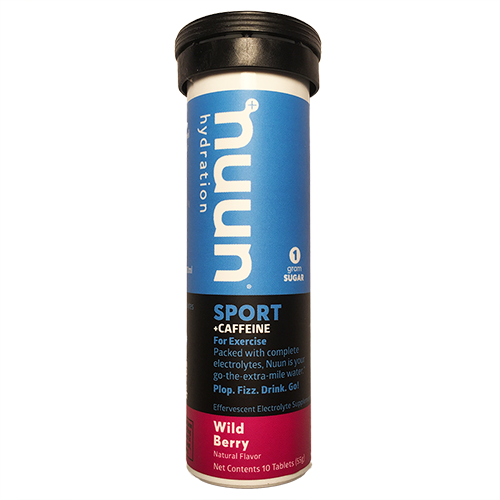 nuun
hydration
1
gram
SUGAR
SPORT
+CAFFEINE
For Exercise
Packed with complete
electrolytes, Nuun is your
go-the-extra-mile water.
Plop. Fizz. Drink. Go!
Effervescent Electrolyte
Wild
Berry
Natural Flavor
Net Contents 10 Tablets (55g)